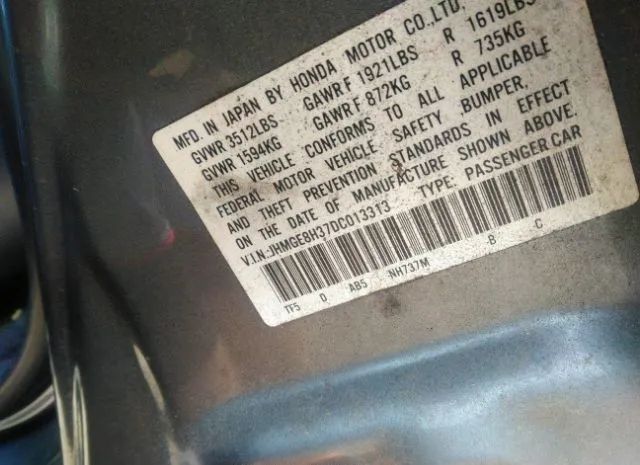 MFD IN JAPAN BY HONDA MOTOR CO.,LTD.
GVWR 3512LBS GAWR F 1921LBS R 1619LBS
GVWR 1594KG GAWR F 872KG R 735KG
THIS VEHICLE CONFORMS TO ALL APPLICABLE
FEDERAL MOTOR VEHICLE SAFETY BUMPER,
AND THEFT PREVENTION STANDARDS IN EFFECT
ON THE DATE OF MANUFACTURE SHOWN ABOVE.
V.I.N.:JHMGE8H37DC013313 TYPE: PASSENGER CAR
TF5 0 ABS NH737M B C